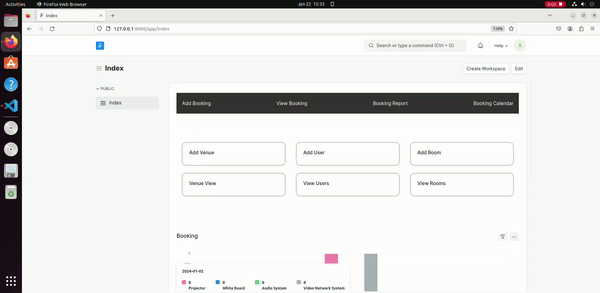 Activities Firefox Web Browser Jan 22 15:33 0:02
Index
127.0.0.1:8000/app/index 110%
Search or type a command (Ctrl + G) Help A
Index Create Workspace Edit
PUBLIC
Index
Add Booking View Booking Booking Report Booking Calendar
Add Venue Add User Add Room
Venue View View Users View Rooms
Booking
2024-01-02
0 0 0 0
Projector White Board Audio System Video Network System